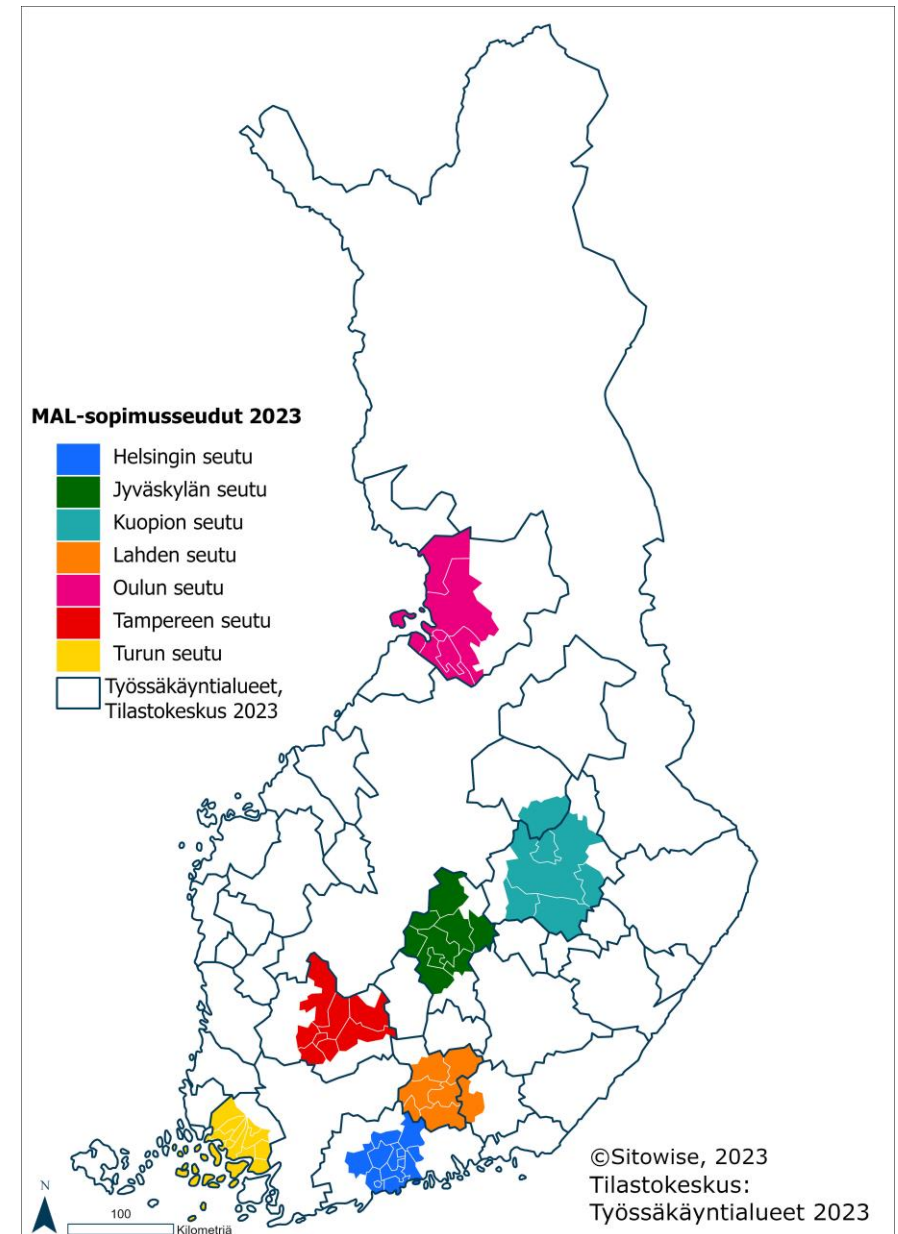 MAL-sopimusseudut 2023
Helsingin seutu
Jyväskylän seutu
Kuopion seutu
Lahden seutu
Oulun seutu
Tampereen seutu
Turun seutu
Työssäkäyntialueet,
Tilastokeskus 2023
©Sitowise, 2023
Tilastokeskus:
Työssäkäyntialueet 2023
N
100
Kilometriä